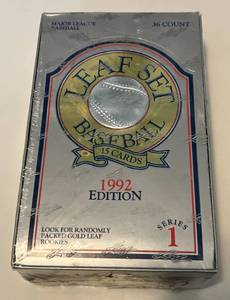 MAJOR LEAGUE
BASEBALL
36 COUNT
LEAF SET
BASEBALL
15 CARDS
1992
EDITION
LOOK FOR RANDOMLY
PACKED GOLD LEAF
ROOKIES
SERIES
1